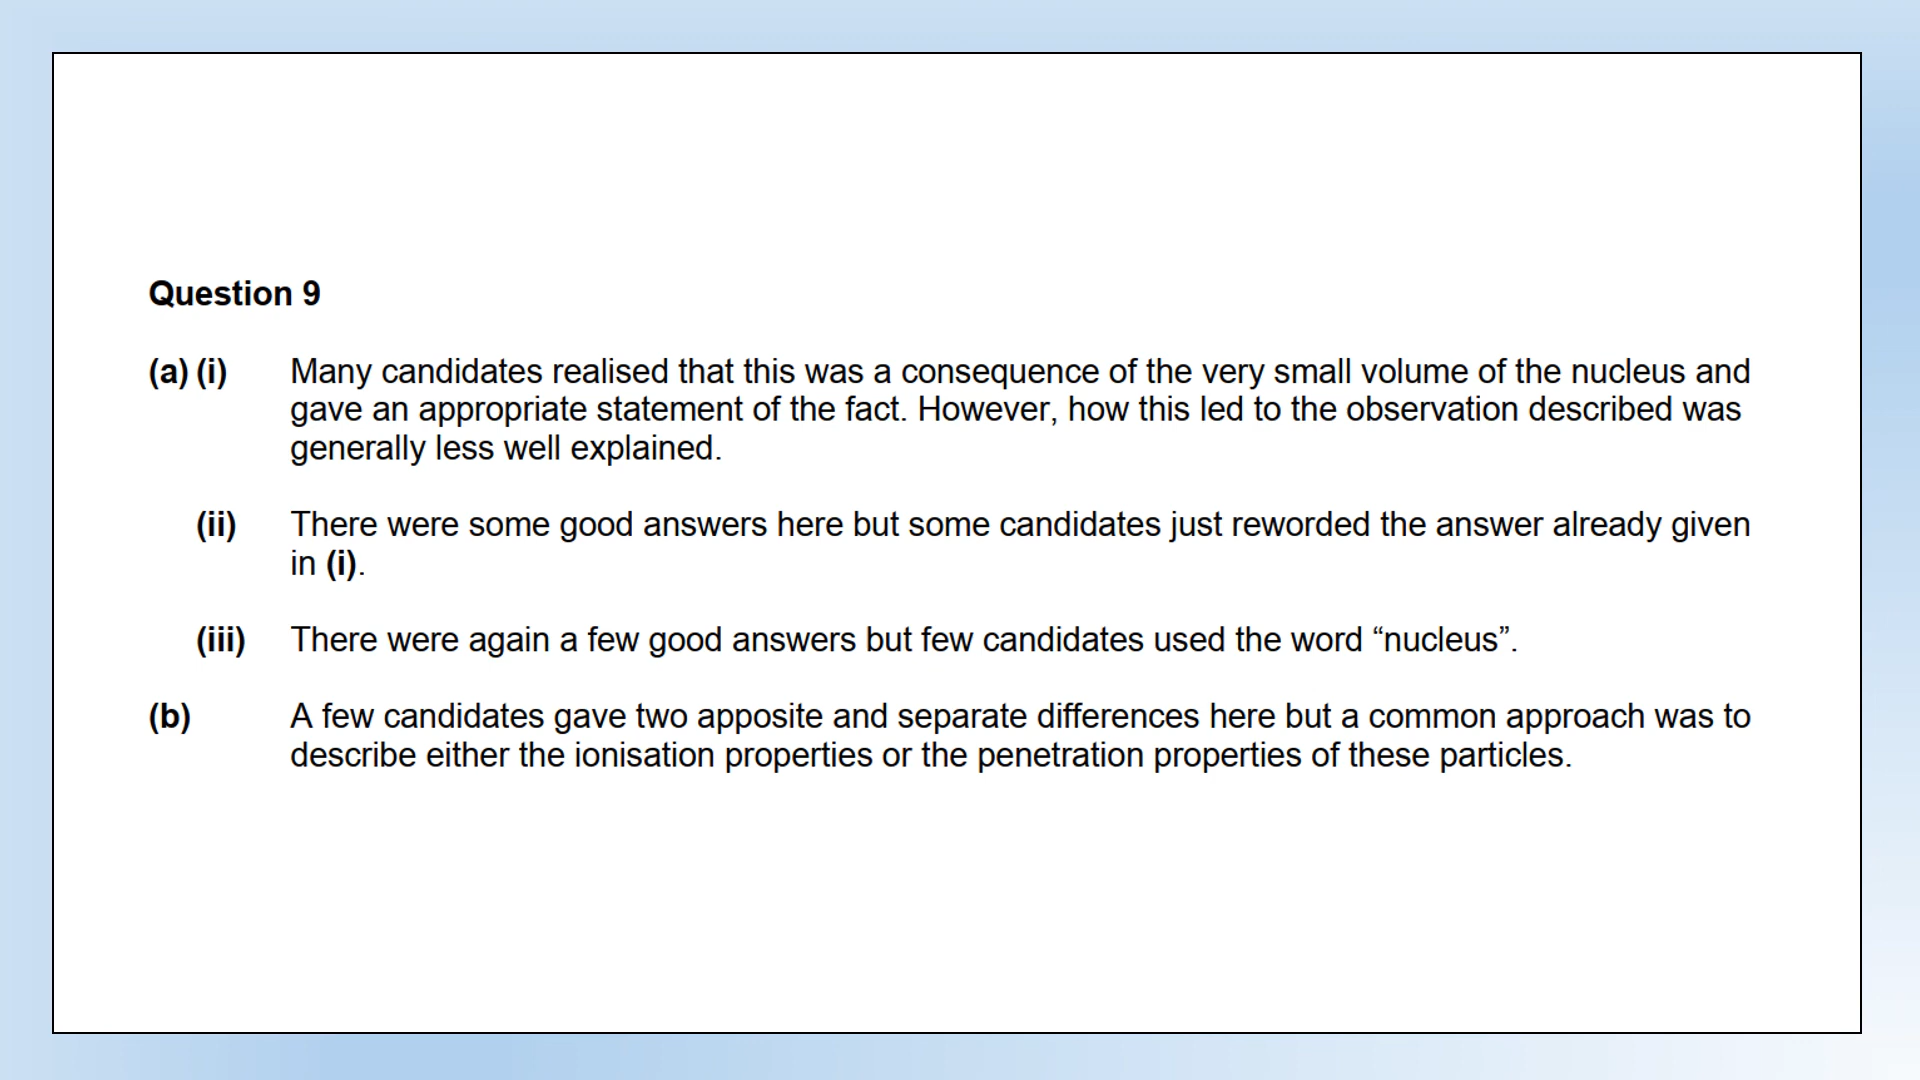 Question 9
(a) (i) Many candidates realised that this was a consequence of the very small volume of the nucleus and
gave an appropriate statement of the fact. However, how this led to the observation described was
generally less well explained.
(ii) There were some good answers here but some candidates just reworded the answer already given
in (i).
(iii) There were again a few good answers but few candidates used the word “nucleus”.
(b) A few candidates gave two apposite and separate differences here but a common approach was to
describe either the ionisation properties or the penetration properties of these particles.